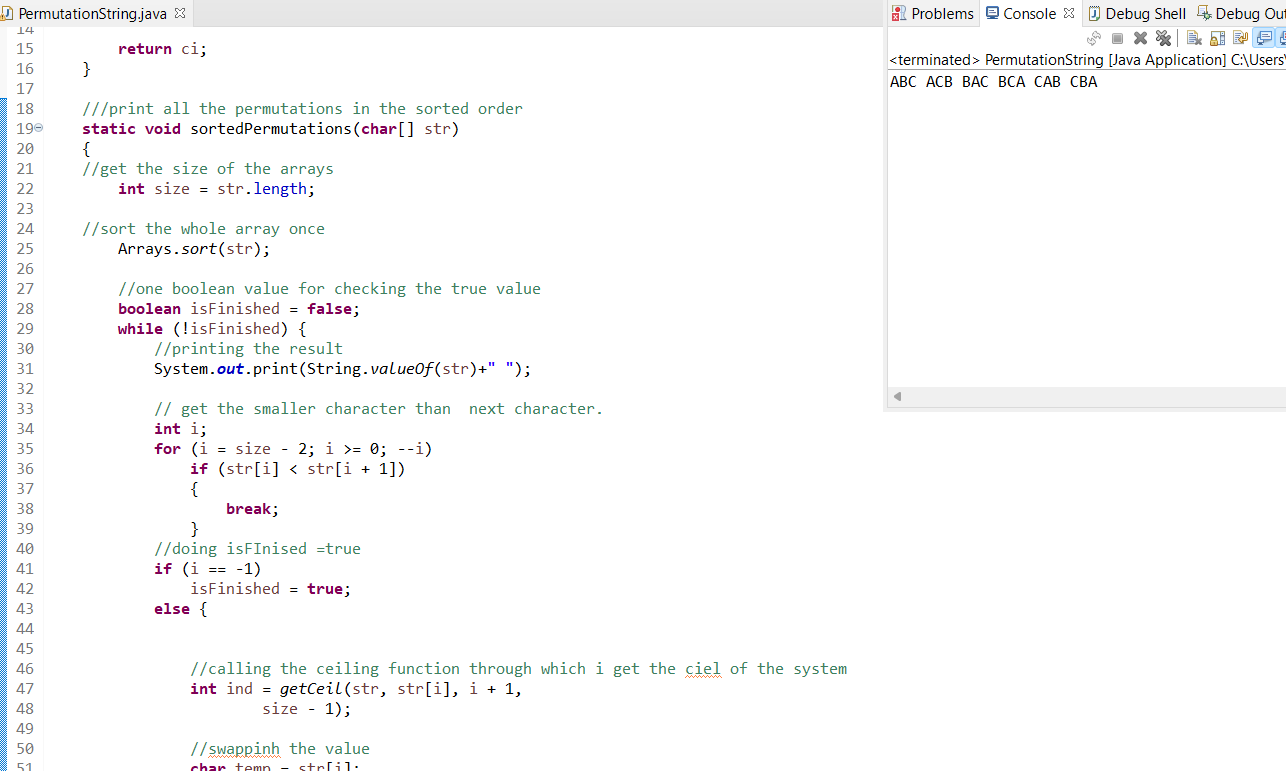 PermutationString.java
14
15 return ci;
16 }
17
18 ///print all the permutations in the sorted order
19 static void sortedPermutations(char[] str)
20 {
21 //get the size of the arrays
22 int size = str.length;
23
24 //sort the whole array once
25 Arrays.sort(str);
26
27 //one boolean value for checking the true value
28 boolean isFinished = false;
29 while (!isFinished) {
30 //printing the result
31 System.out.print(String.valueOf(str)+" ");
32
33 // get the smaller character than  next character.
34 int i;
35 for (i = size - 2; i >= 0; --i)
36 if (str[i] < str[i + 1])
37 {
38 break;
39 }
40 //doing isFInised =true
41 if (i == -1)
42 isFinished = true;
43 else {
44
45
46 //calling the ceiling function through which i get the ciel of the system
47 int ind = getCeil(str, str[i], i + 1,
48 size - 1);
49
50 //swappinh the value
51 char temp = str[i];
Problems Console Debug Shell Debug Out
<terminated> PermutationString [Java Application] C:\Users\
ABC ACB BAC BCA CAB CBA